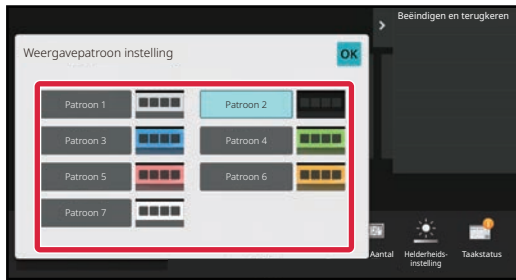 Beëindigen en terugkeren
Weergavepatroon instelling
OK
Patroon 1
Patroon 2
Patroon 3
Patroon 4
Patroon 5
Patroon 6
Patroon 7
Aantal
Helderheids-
instelling
Taakstatus